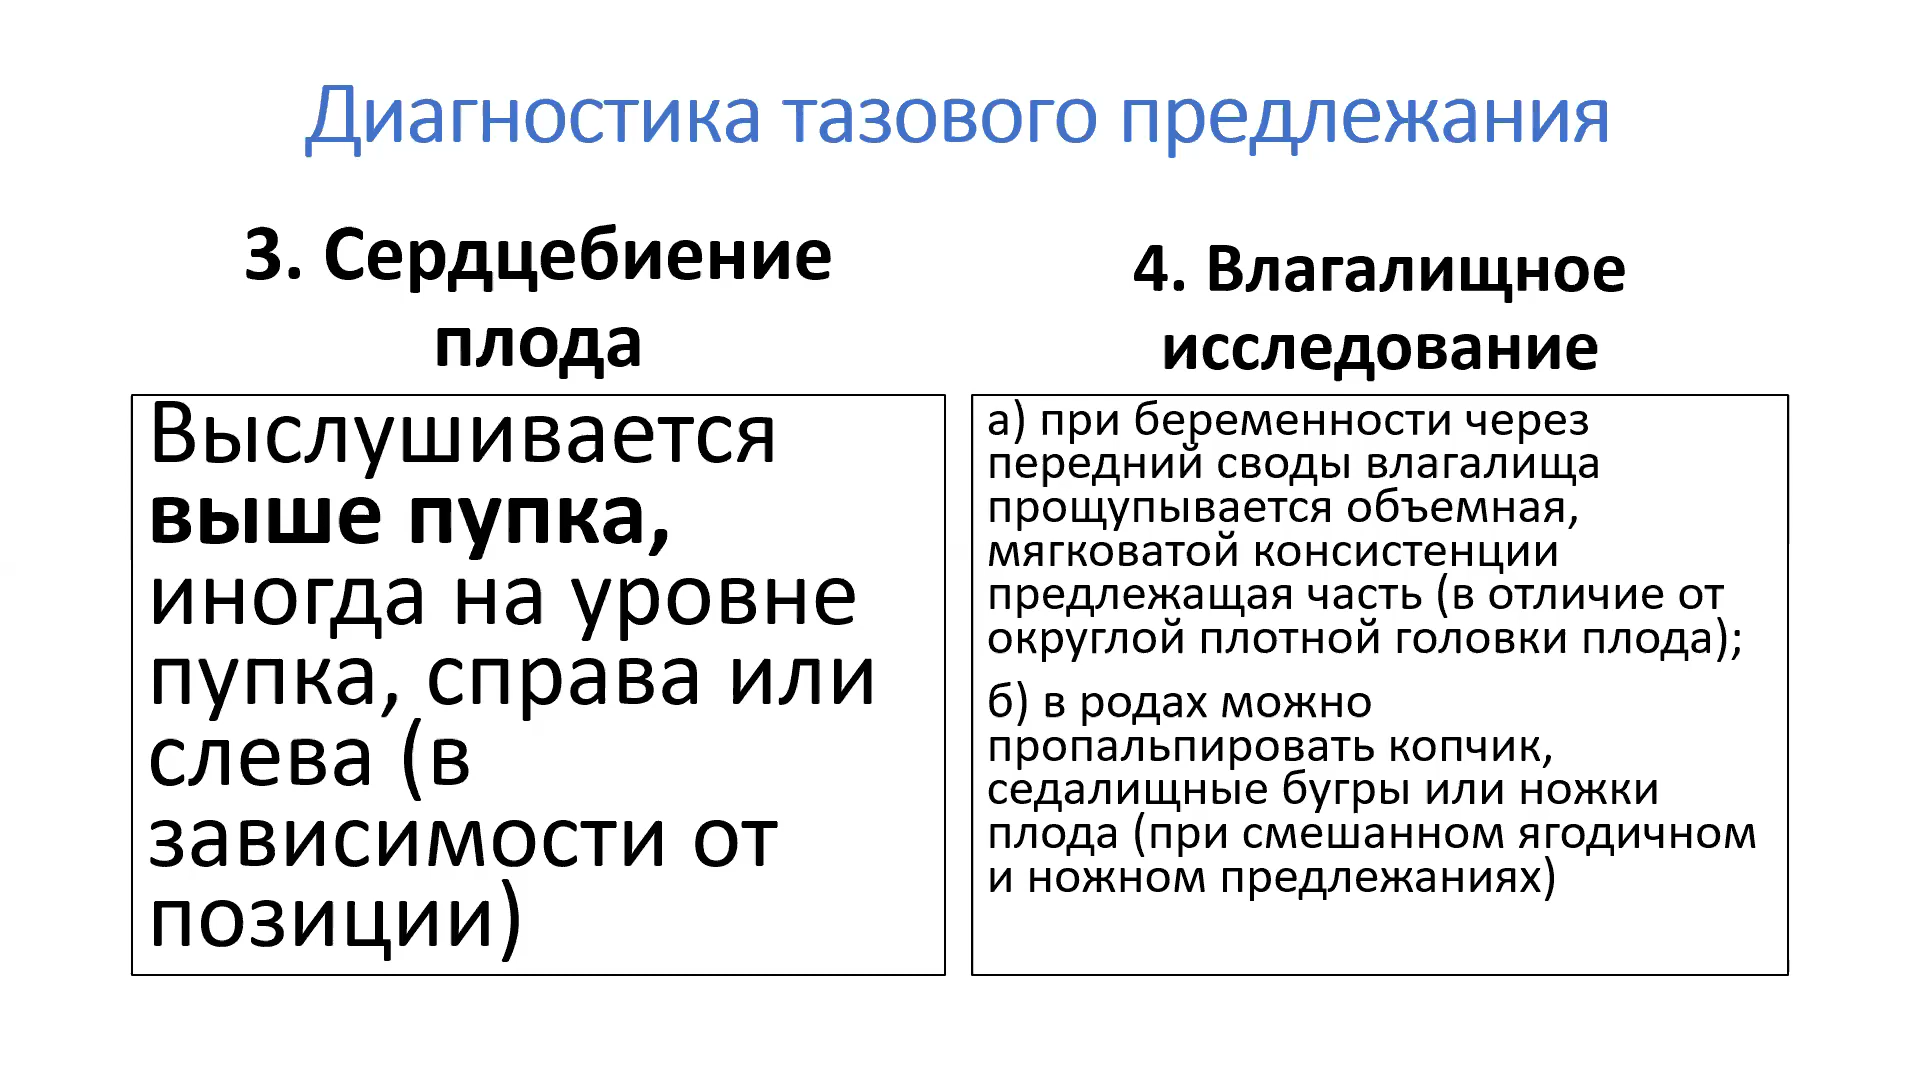 Диагностика тазового предлежания
3. Сердцебиение
плода
Выслушивается
выше пупка,
иногда на уровне
пупка, справа или
слева (в
зависимости от
позиции)
4. Влагалищное
исследование
а) при беременности через
передний своды влагалища
прощупывается объемная,
мягковатой консистенции
предлежащая часть (в отличие от
округлой плотной головки плода);
б) в родах можно
пропальпировать копчик,
седалищные бугры или ножки
плода (при смешанном ягодичном
и ножном предлежаниях)